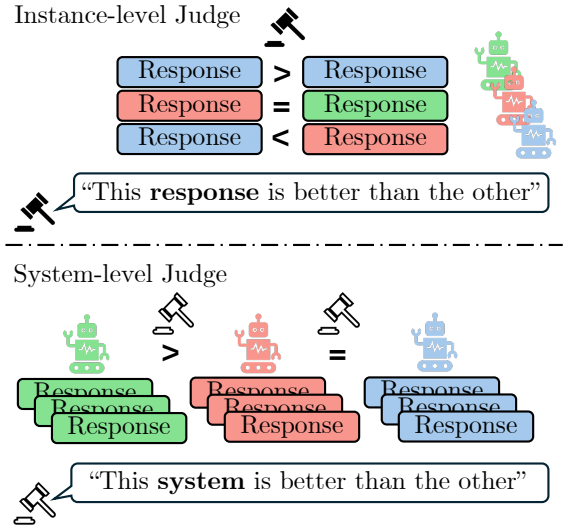 Instance-level Judge
Response > Response
Response = Response
Response < Response
“This response is better than the other”
System-level Judge
> =
Response Response Response
Response Response Response
Response Response Response
“This system is better than the other”